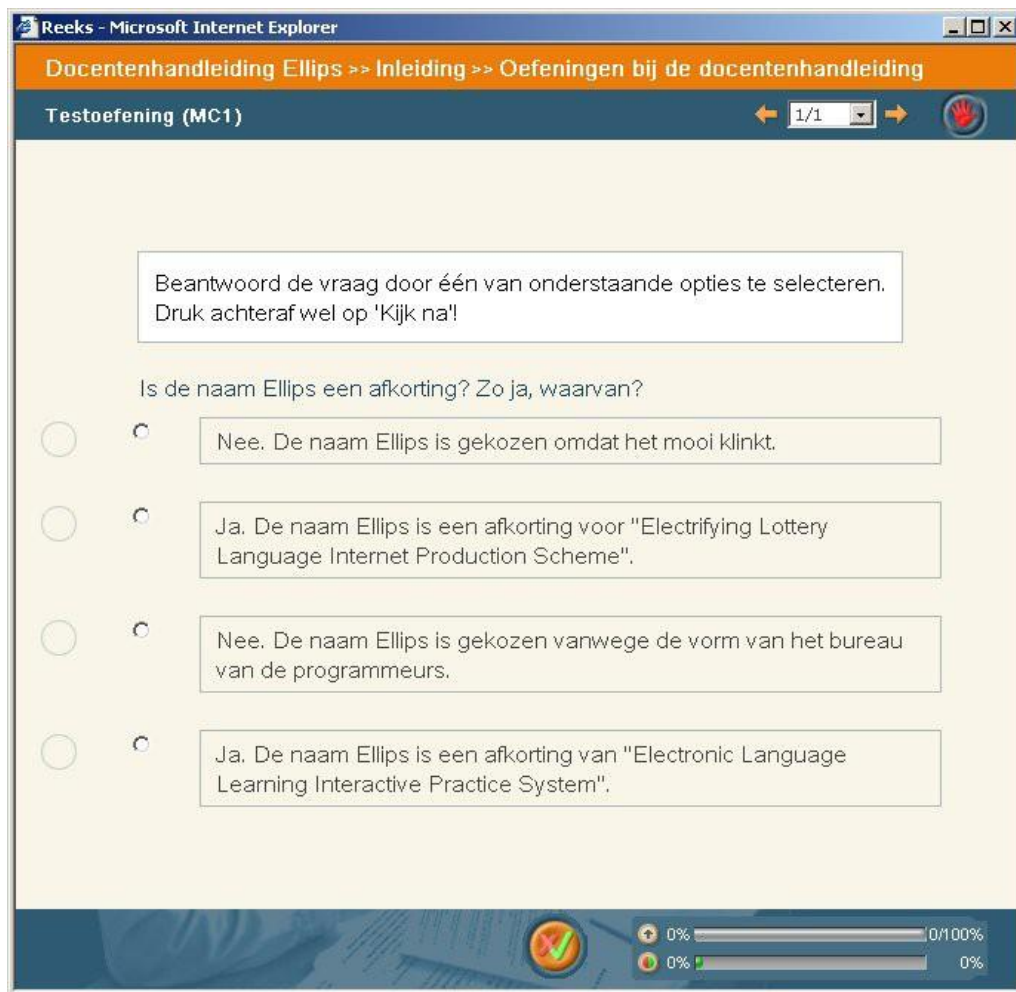 Reeks - Microsoft Internet Explorer
Docentenhandleiding Ellips >> Inleiding >> Oefeningen bij de docentenhandleiding
Testoefening (MC1)
1/1
Beantwoord de vraag door één van onderstaande opties te selecteren.
Druk achteraf wel op 'Kijk na'!
Is de naam Ellips een afkorting? Zo ja, waarvan?
Nee. De naam Ellips is gekozen omdat het mooi klinkt.
Ja. De naam Ellips is een afkorting voor "Electrifying Lottery
Language Internet Production Scheme".
Nee. De naam Ellips is gekozen vanwege de vorm van het bureau
van de programmeurs.
Ja. De naam Ellips is een afkorting van "Electronic Language
Learning Interactive Practice System".
0% 0/100%
0% 0%